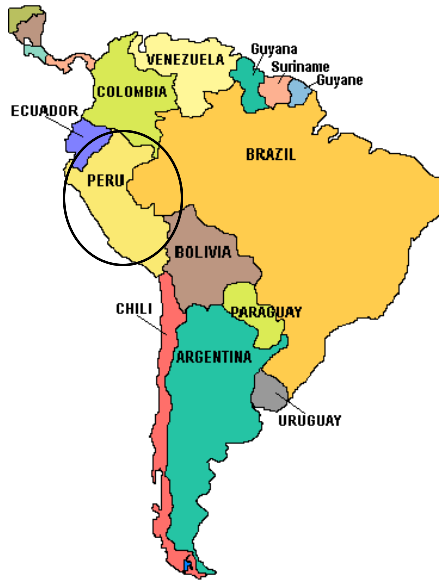 Guyana
VENEZUELA
Suriname
Guyane
COLOMBIA
ECUADOR
BRAZIL
PERU
BOLIVIA
CHILI
PARAGUAY
ARGENTINA
URUGUAY